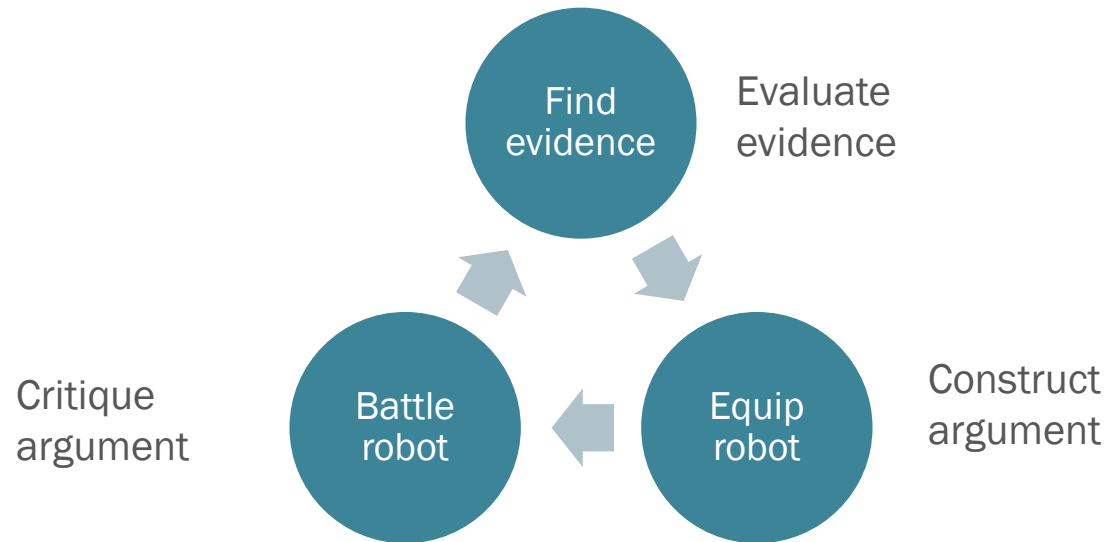 Find
evidence
Evaluate
evidence
Equip
robot
Construct
argument
Battle
robot
Critique
argument